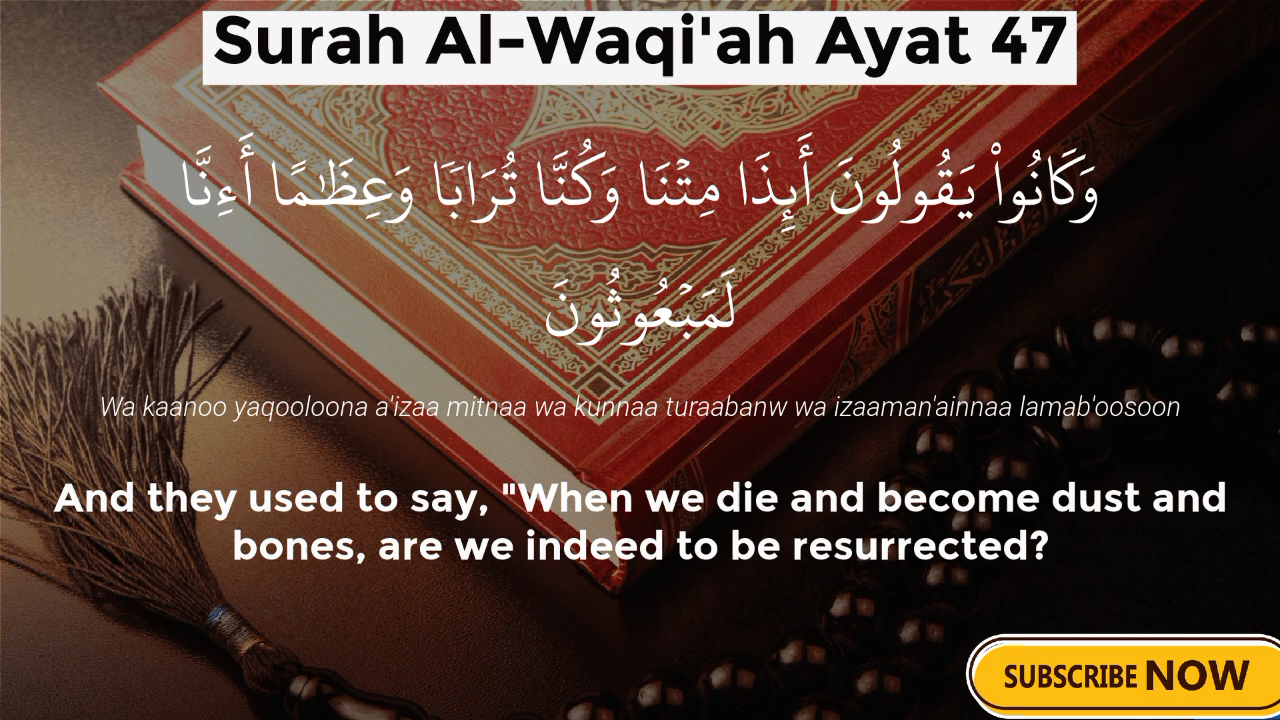 Surah Al-Waqi'ah Ayat 47
وَكَانُوا۟ يَقُولُونَ أَئِذَا مِتْنَا وَكُنَّا تُرَابًا وَعِظَـٰمًا أَءِنَّا
لَمَبْعُوثُونَ
Wa kaanoo yaqooloona a'izaa mitnaa wa kunnaa turaabanw wa izaaman'ainnaa lamab'oosoon
And they used to say, "When we die and become dust and
bones, are we indeed to be resurrected?
SUBSCRIBE NOW